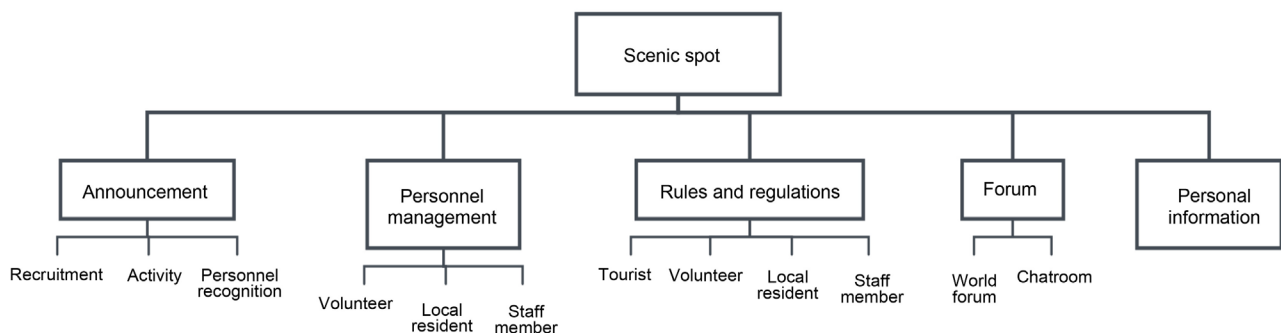 Scenic spot
Announcement
Personnel
management
Rules and regulations
Forum
Personal
information
Recruitment
Activity
Personnel
recognition
Volunteer
Local
resident
Staff
member
Tourist
Volunteer
Local
resident
Staff
member
World
forum
Chatroom